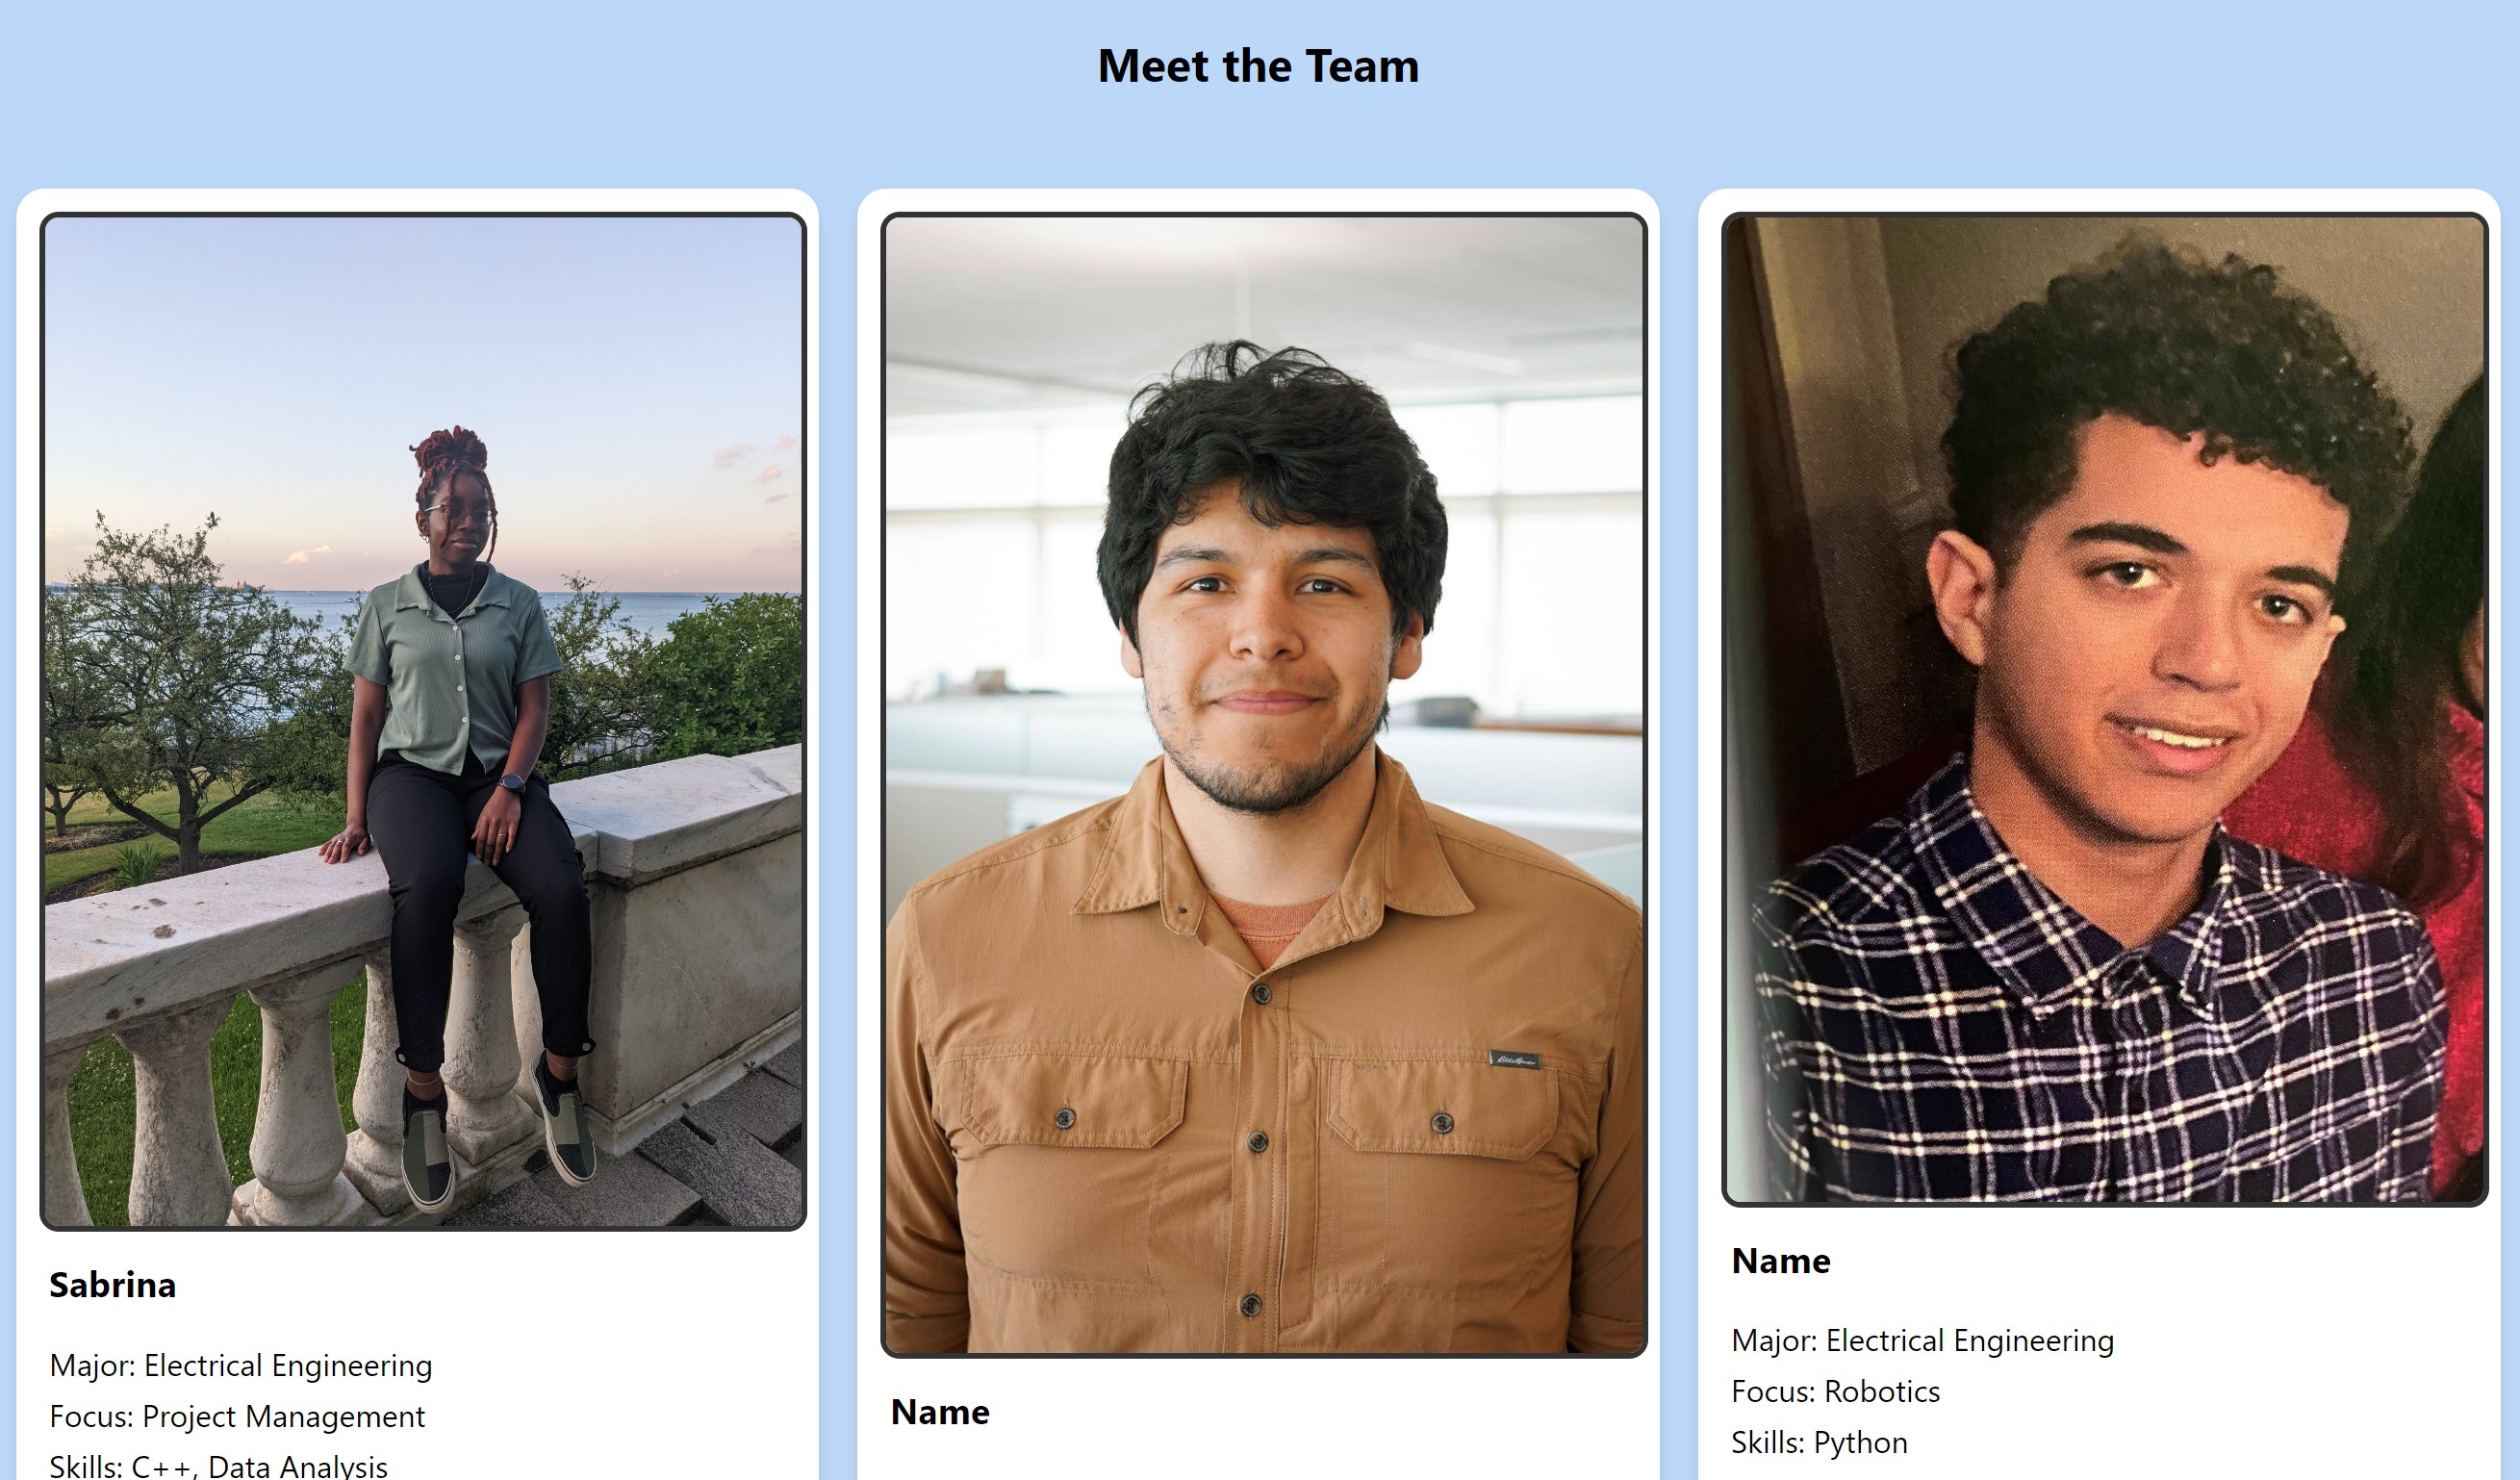 Meet the Team
Sabrina
Major: Electrical Engineering
Focus: Project Management
Skills: C++, Data Analysis
Name
Name
Major: Electrical Engineering
Focus: Robotics
Skills: Python